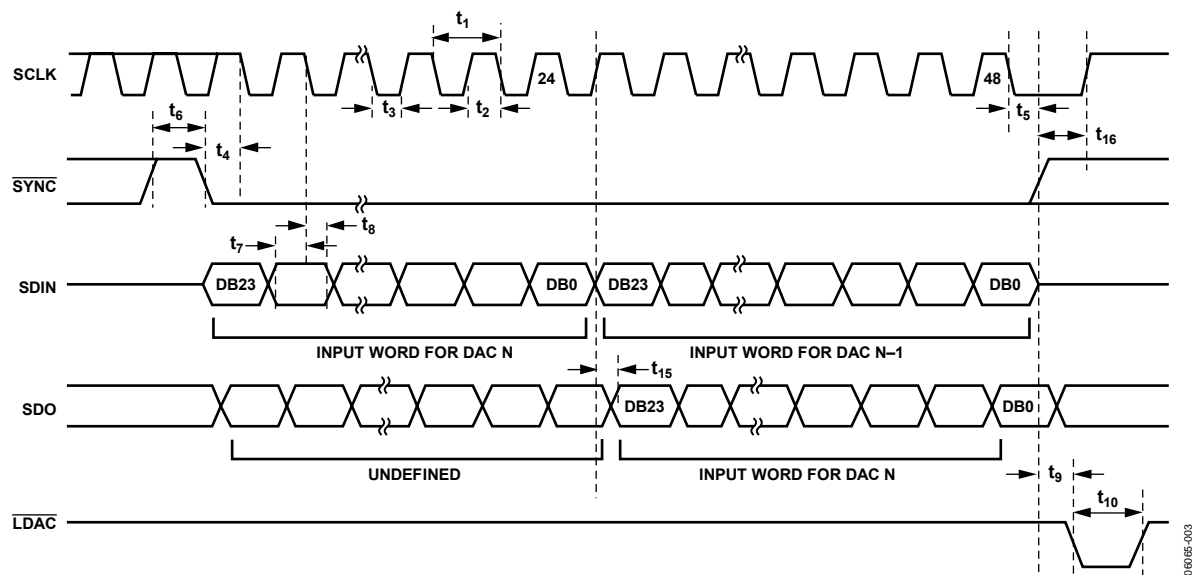 t1
SCLK
24
48
t3
t2
t5
t6
t4
t16
SYNC
t7
t8
SDIN
DB23
DB0
DB23
DB0
INPUT WORD FOR DAC N
INPUT WORD FOR DAC N–1
t15
SDO
DB23
DB0
UNDEFINED
INPUT WORD FOR DAC N
t9
t10
LDAC
06065-003